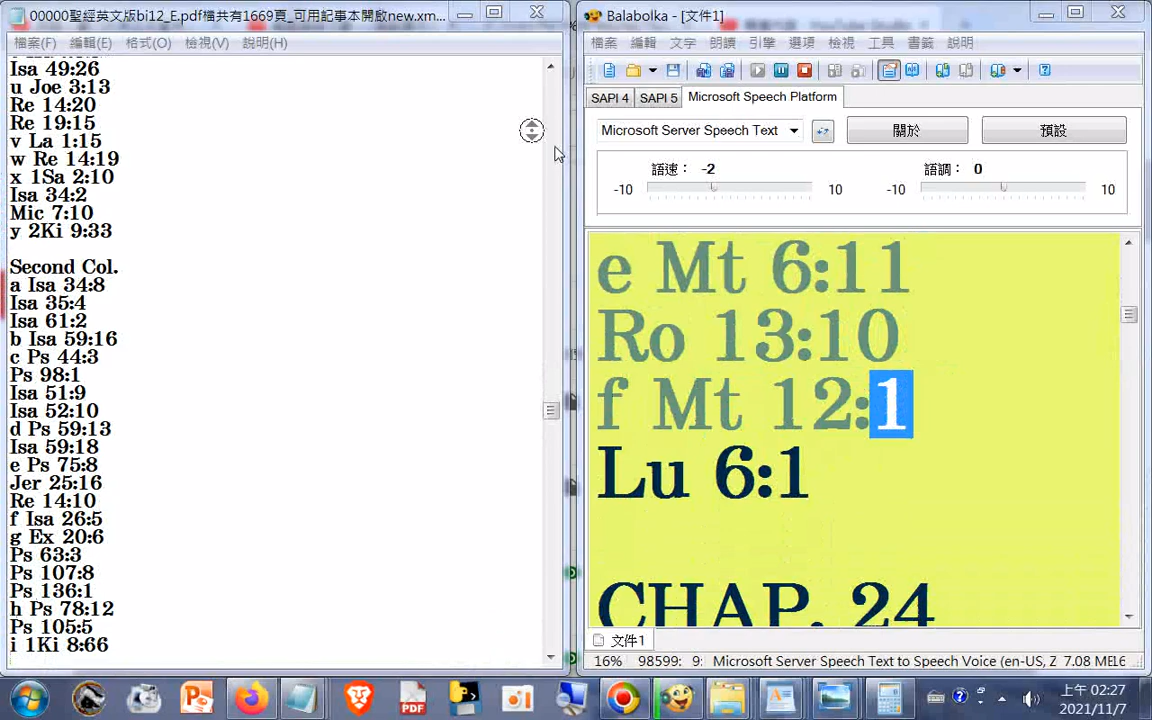 00000聖經英文版bi12_E.pdf檔共有1669頁_可用記事本開啟new.xm...
檔案(F) 編輯(E) 格式(O) 檢視(V) 說明(H)
Isa 49:26
u Joe 3:13
Re 14:20
Re 19:15
v La 1:15
w Re 14:19
x 1Sa 2:10
Isa 34:2
Mic 7:10
y 2Ki 9:33
Second Col.
a Isa 34:8
Isa 35:4
Isa 61:2
b Isa 59:16
c Ps 44:3
Ps 98:1
Isa 51:9
Isa 52:10
d Ps 59:13
Isa 59:18
e Ps 75:8
Jer 25:16
Re 14:10
f Isa 26:5
g Ex 20:6
Ps 63:3
Ps 107:8
Ps 136:1
h Ps 78:12
Ps 105:5
i 1Ki 8:66
Balabolka - [文件1]
檔案 編輯 文字 朗讀 引擎 選項 檢視 工具 書籤 說明
SAPI 4 SAPI 5 Microsoft Speech Platform
Microsoft Server Speech Text 關於 預設
語速: -2 語調: 0
-10 10 -10 10
e Mt 6:11
Ro 13:10
f Mt 12:1
Lu 6:1
CHAP. 24
文件1
16% 98599: 9: Microsoft Server Speech Text to Speech Voice (en-US, Z 7.08 МБ
PDF
上午 02:27
2021/11/7